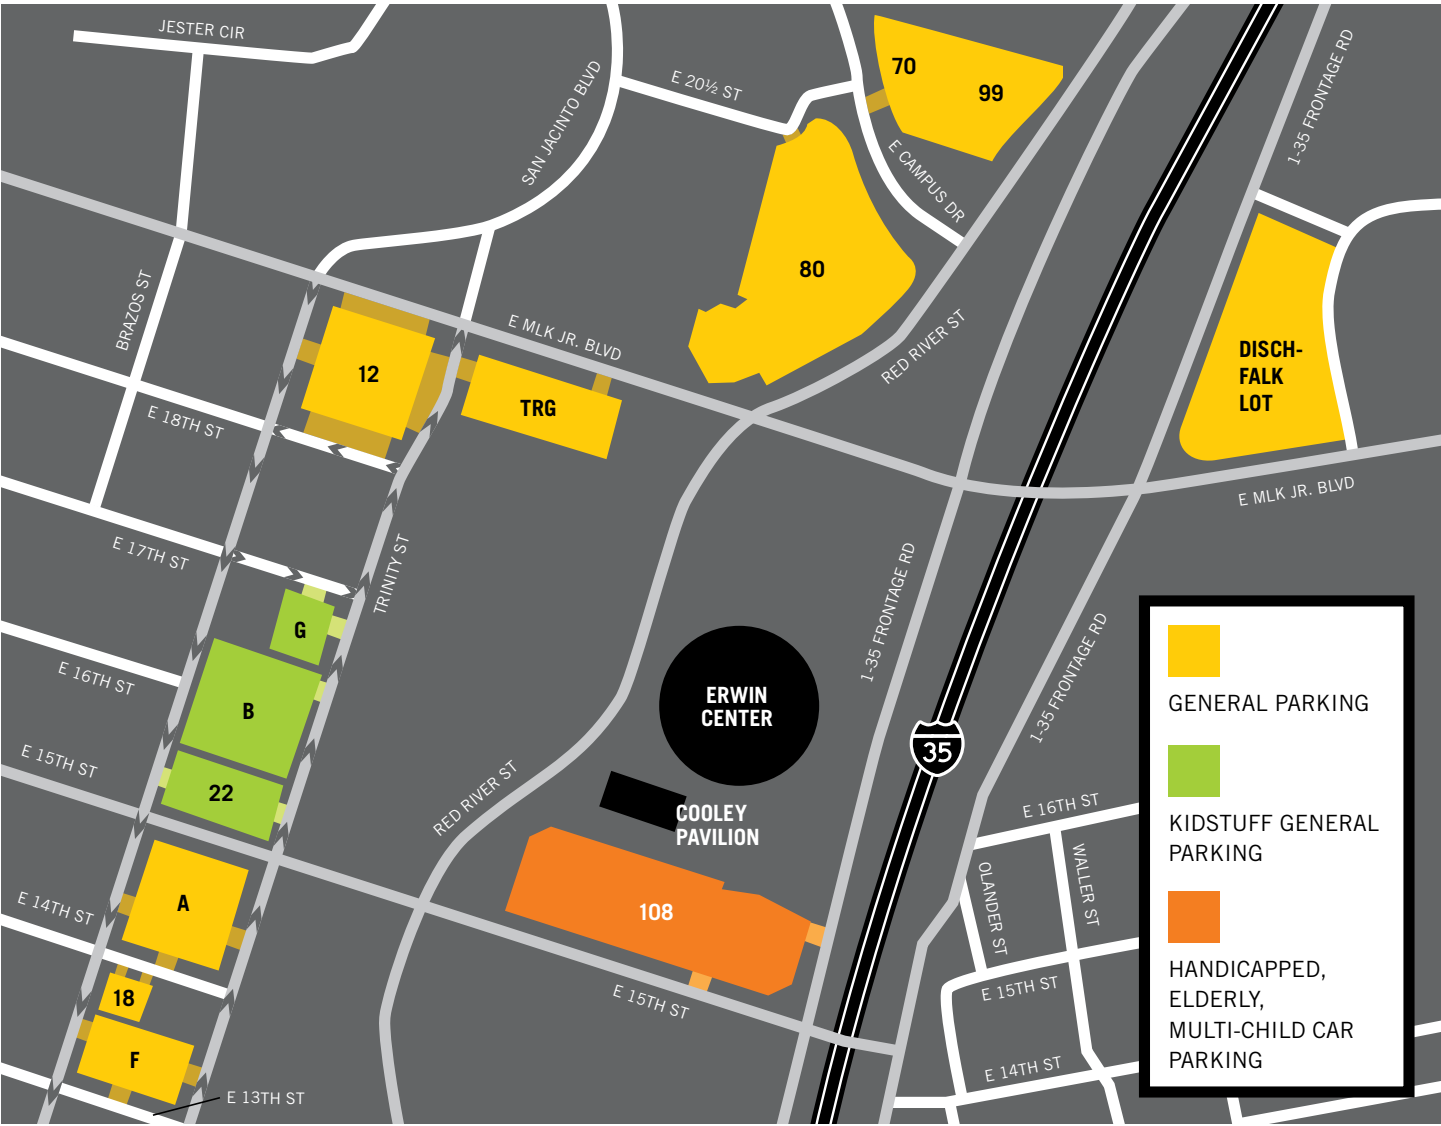 JESTER CIR
SAN JACINTO BLVD
E 20½ ST
70
99
1-35 FRONTAGE RD
E CAMPUS DR
80
BRAZOS ST
E MLK JR. BLVD
RED RIVER ST
12
TRG
DISCH-
FALK
LOT
E 18TH ST
E MLK JR. BLVD
E 17TH ST
TRINITY ST
1-35 FRONTAGE RD
1-35 FRONTAGE RD
G
E 16TH ST
B
ERWIN
CENTER
35
E 15TH ST
22
RED RIVER ST
COOLEY
PAVILION
E 16TH ST
OLANDER ST
WALLER ST
A
E 14TH ST
108
18
E 15TH ST
E 15TH ST
F
E 14TH ST
E 13TH ST
GENERAL PARKING
KIDSTUFF GENERAL
PARKING
HANDICAPPED,
ELDERLY,
MULTI-CHILD CAR
PARKING